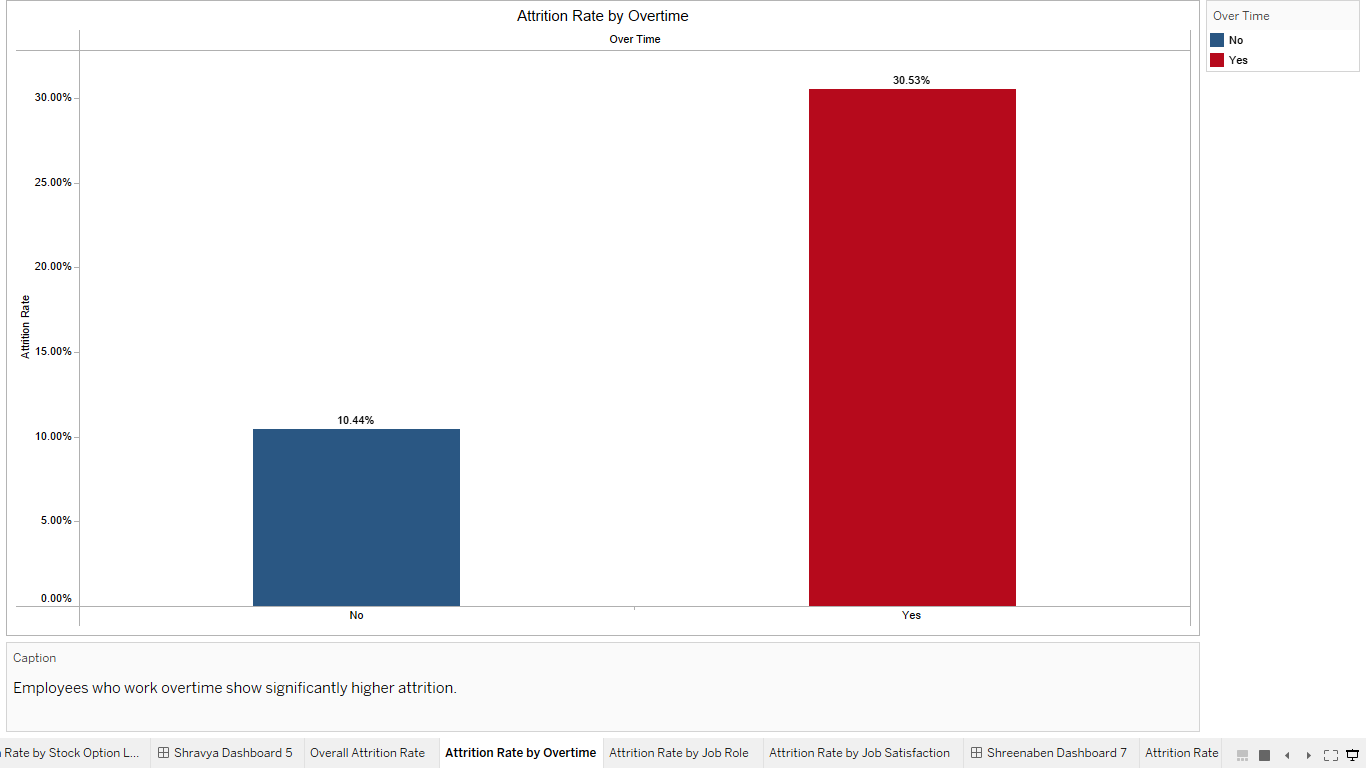 Attrition Rate by Overtime
Over Time
30.00%
25.00%
20.00%
15.00%
10.00%
5.00%
0.00%
Attrition Rate
10.44%
30.53%
No
Yes
Over Time
No
Yes
Caption
Employees who work overtime show significantly higher attrition.
Rate by Stock Option L... Shravya Dashboard 5 Overall Attrition Rate Attrition Rate by Overtime Attrition Rate by Job Role Attrition Rate by Job Satisfaction Shreenaben Dashboard 7 Attrition Rate